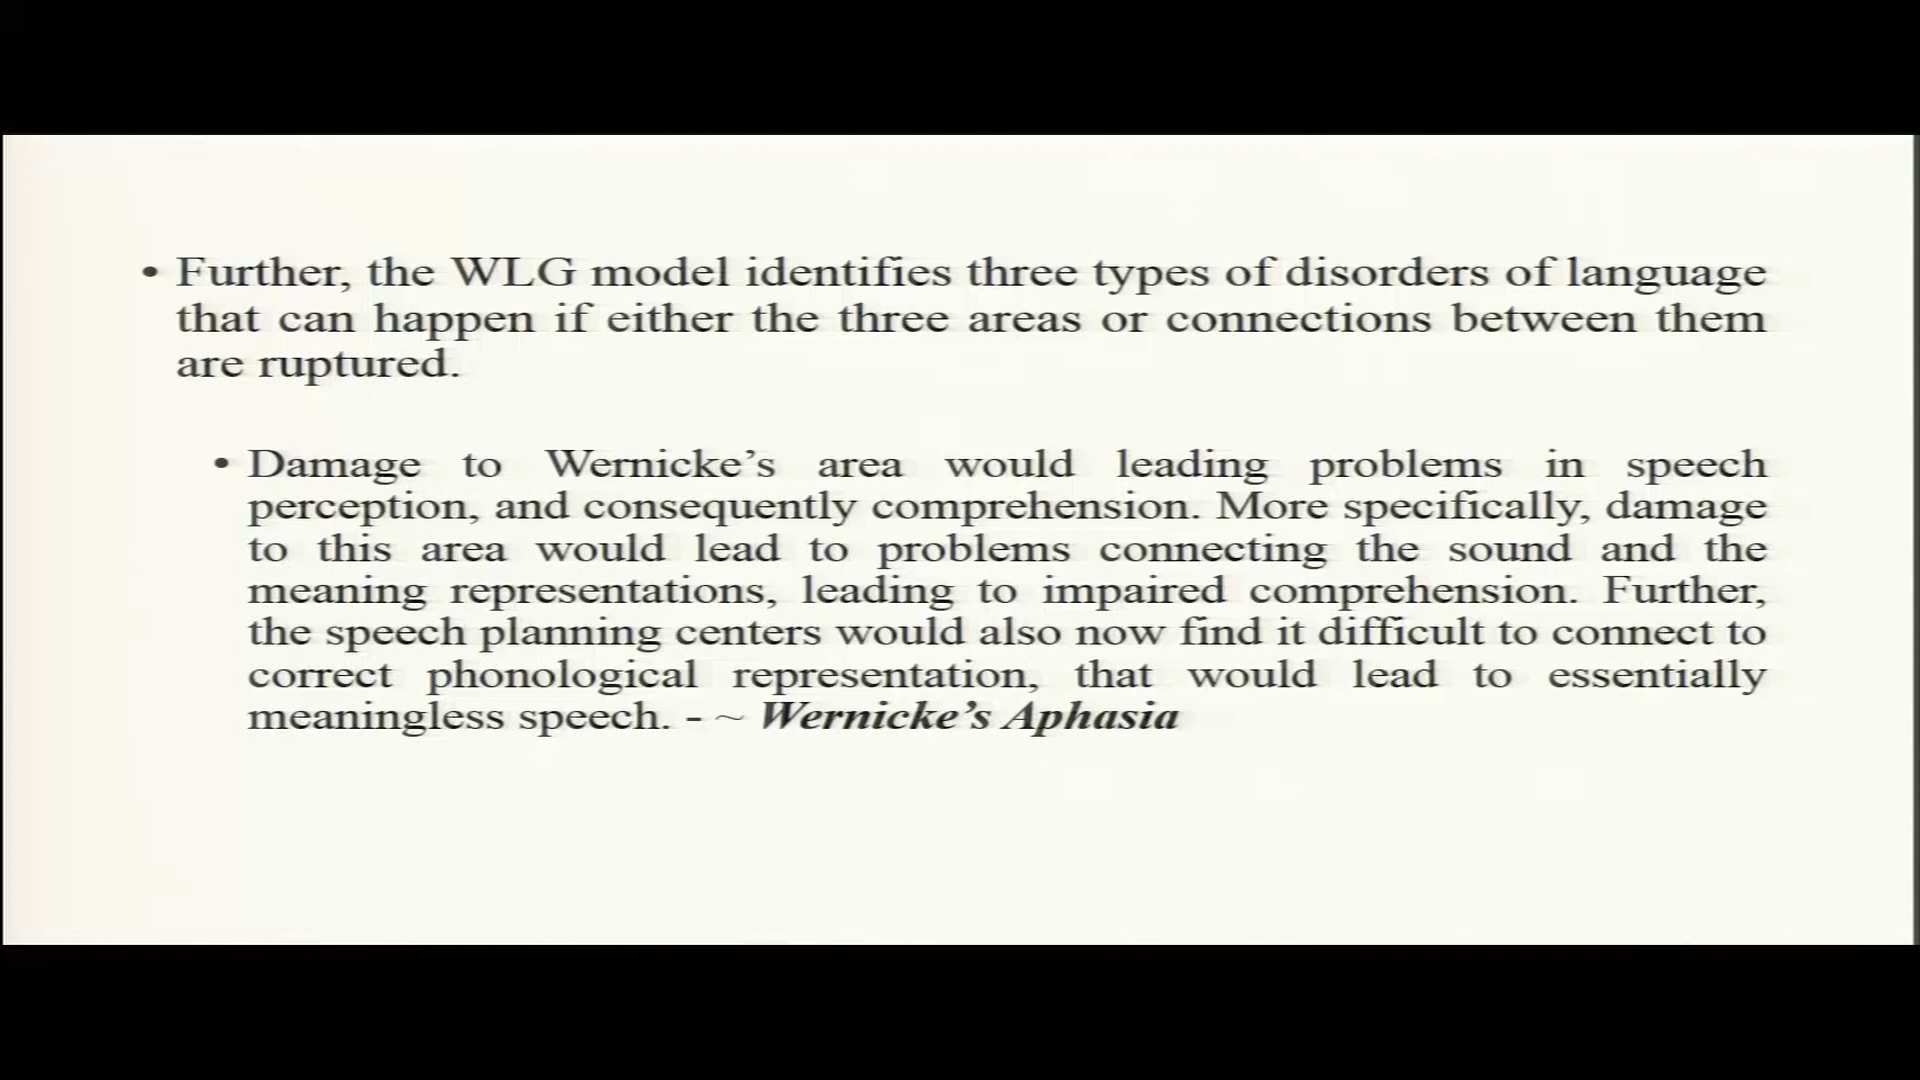 • Further, the WLG model identifies three types of disorders of language
that can happen if either the three areas or connections between them
are ruptured.
• Damage to Wernicke’s area would leading problems in speech
perception, and consequently comprehension. More specifically, damage
to this area would lead to problems connecting the sound and the
meaning representations, leading to impaired comprehension. Further,
the speech planning centers would also now find it difficult to connect to
correct phonological representation, that would lead to essentially
meaningless speech. - ~ Wernicke’s Aphasia